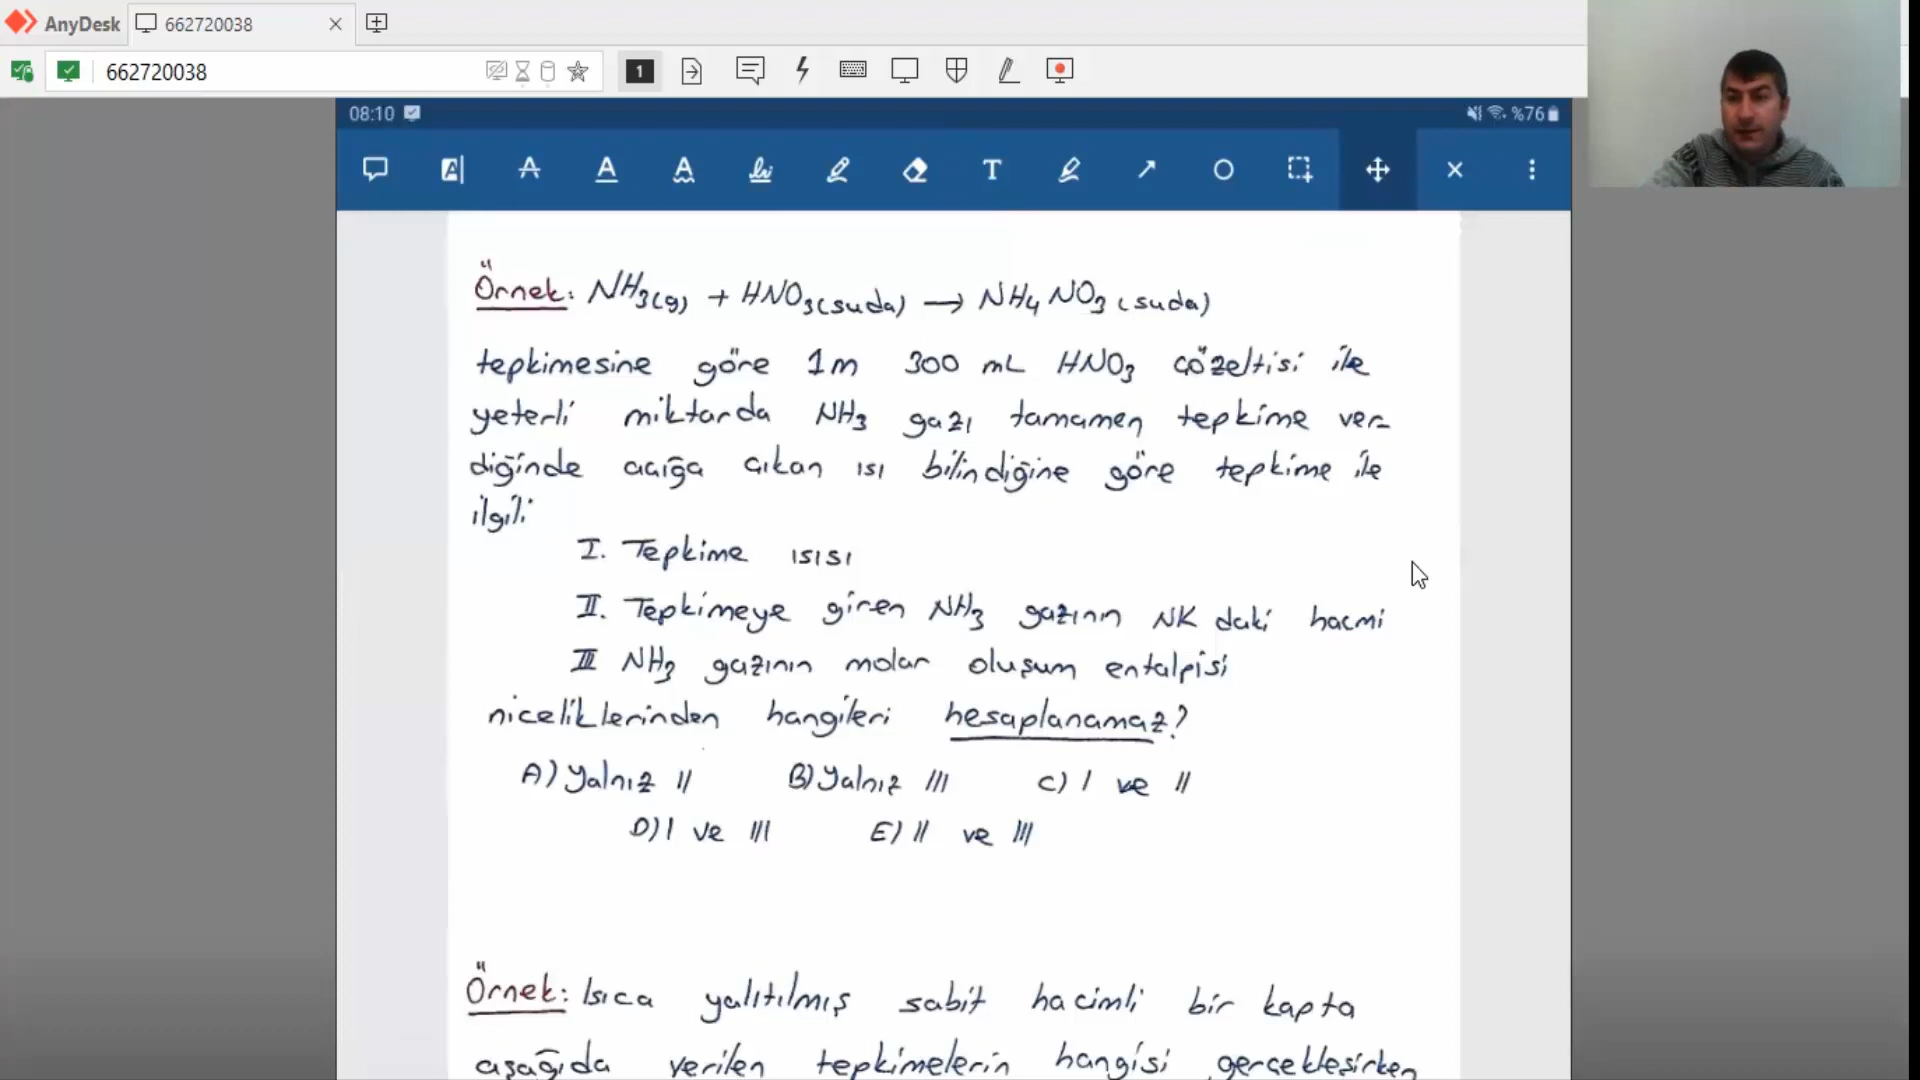 AnyDesk
662720038
662720038
1
08:10
%76
T
Örnek: NH3(g) + HNO3(suda) → NH4NO3(suda)
tepkimesine göre 1m 300 mL HNO3 çözeltisi ile
yeterli miktarda NH3 gazı tamamen tepkime ver-
diğinde açığa çıkan ısı bilindiğine göre tepkime ile
ilgili
I. Tepkime ısısı
II. Tepkimeye giren NH3 gazının NK daki hacmi
III NH3 gazının molar oluşum entalpisi
niceliklerinden hangileri hesaplanamaz?
A) Yalnız II B) Yalnız III C) I ve II
D) I ve III E) II ve III
Örnek: Isıca yalıtılmış sabit hacimli bir kapta
aşağıda verilen tepkimelerin hangisi gerçekleşirken